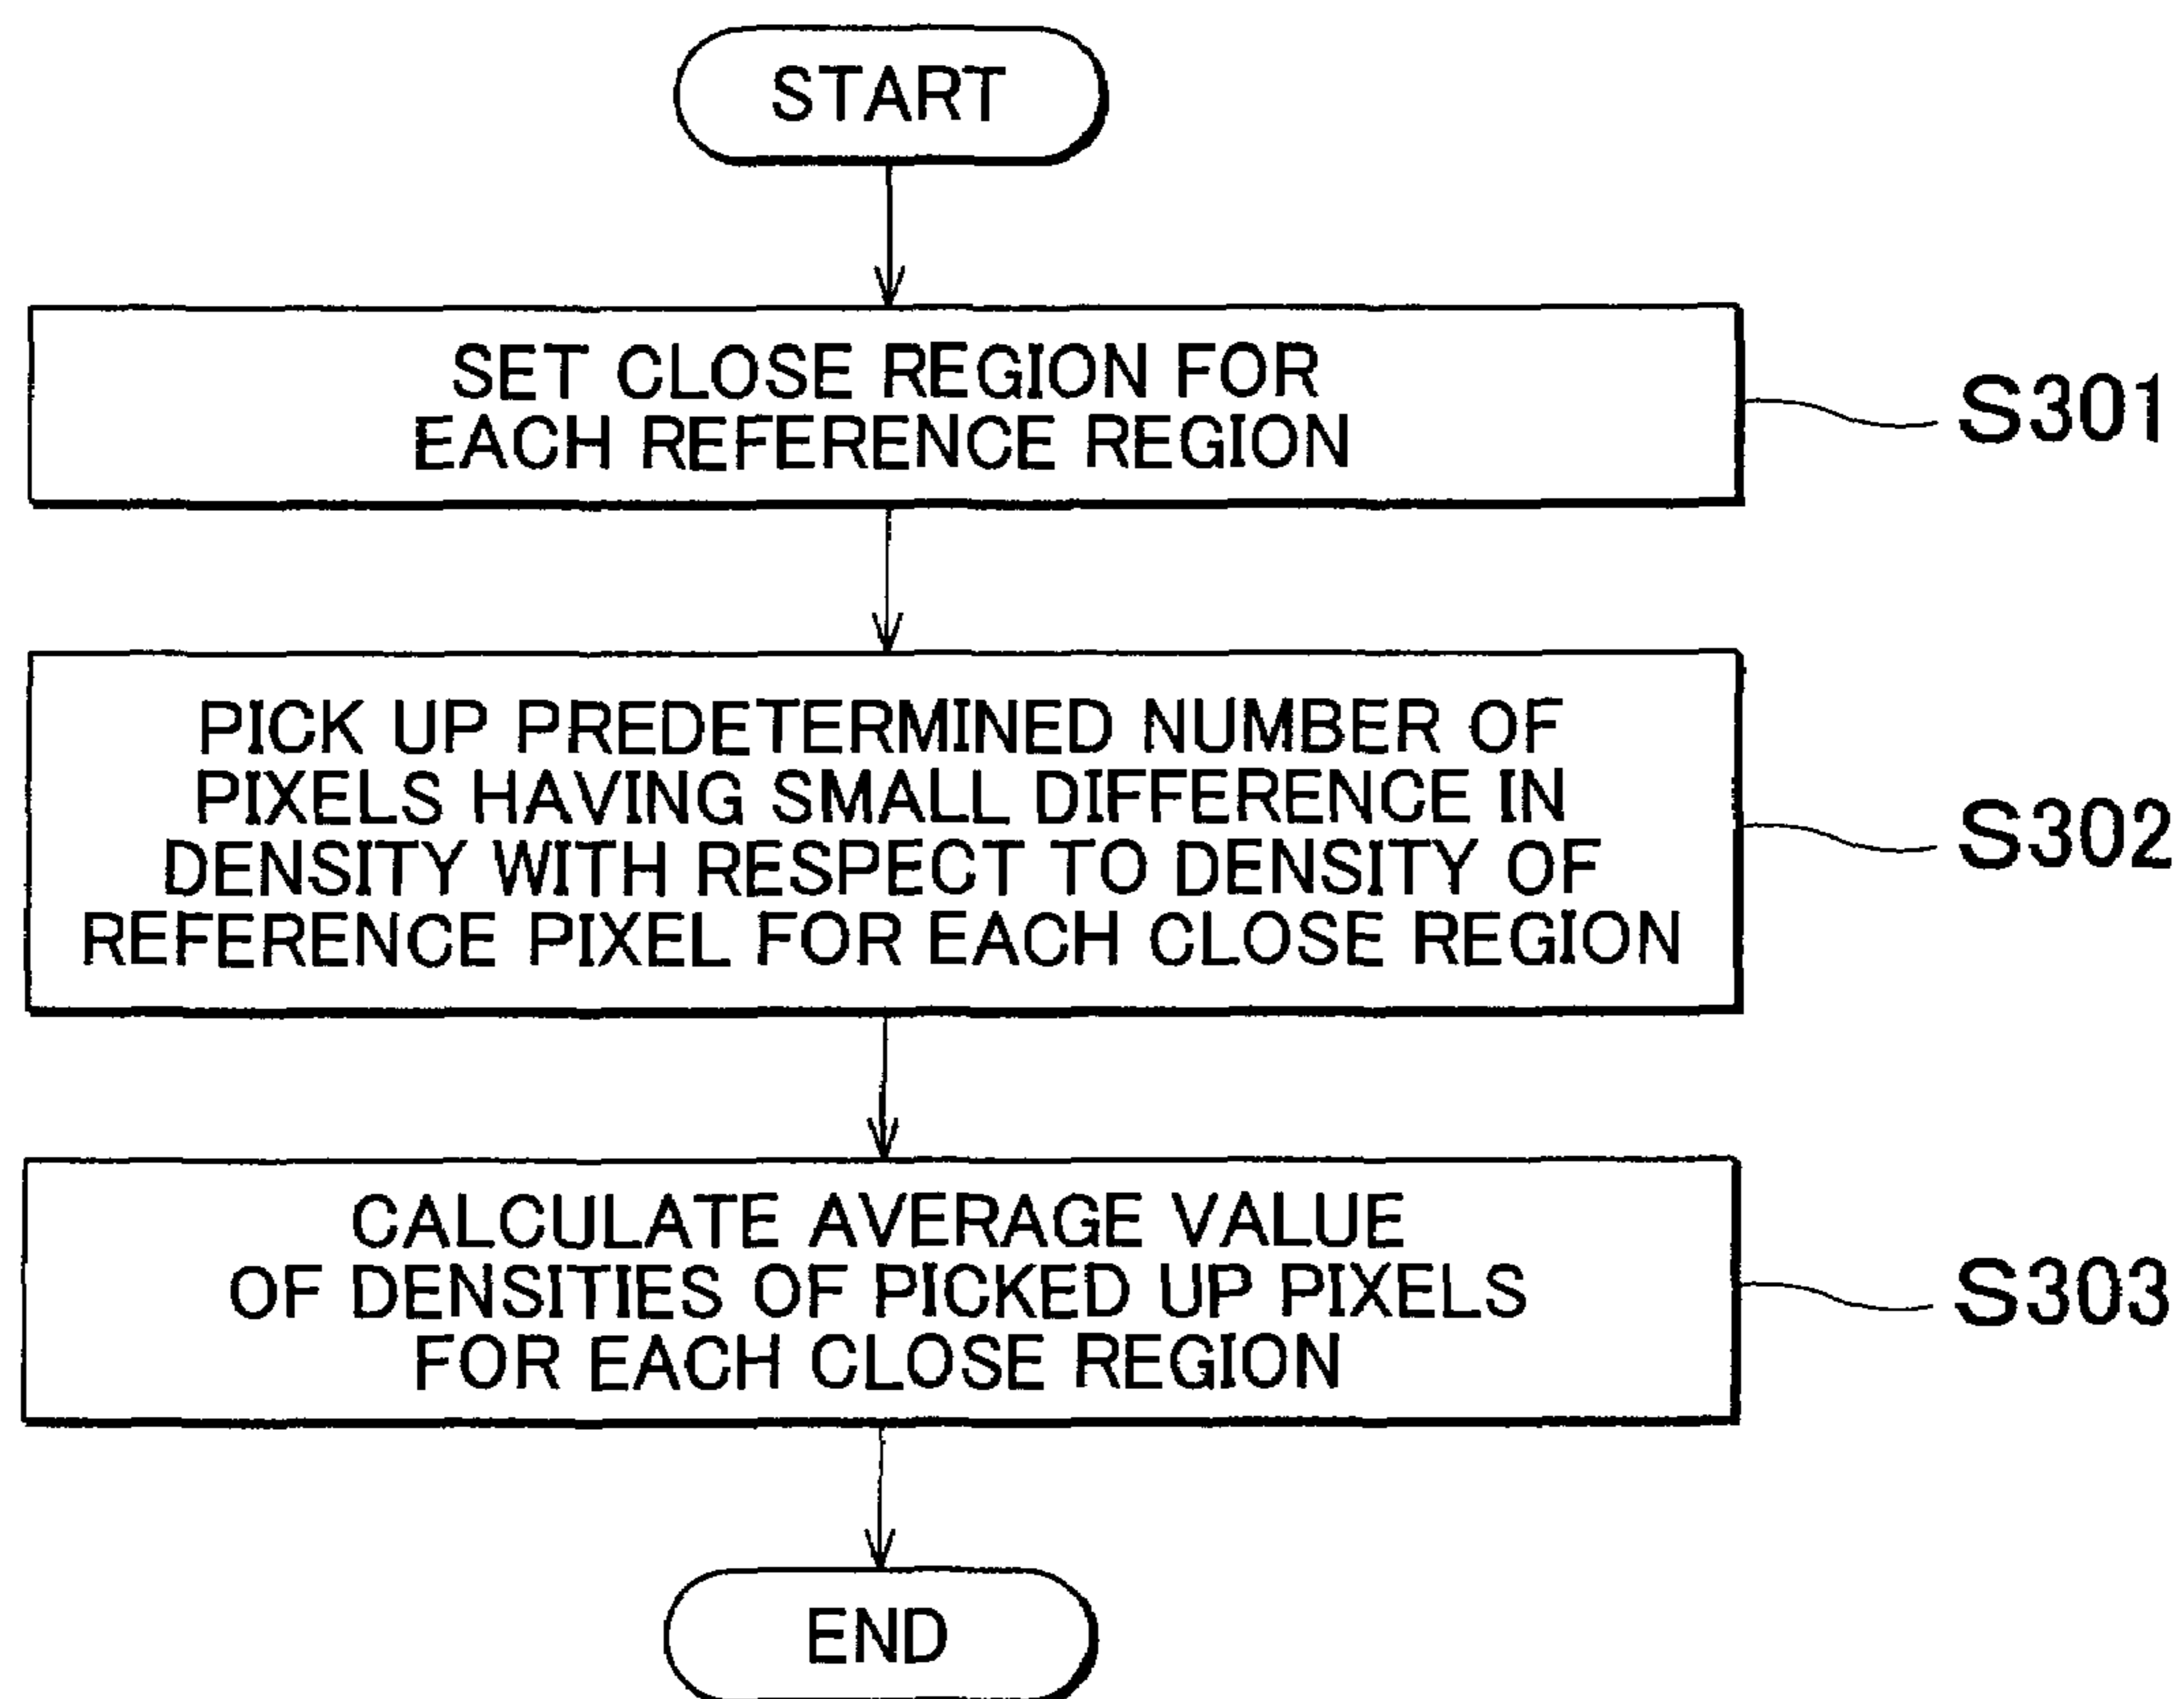 START
SET CLOSE REGION FOR
EACH REFERENCE REGION
S301
PICK UP PREDETERMINED NUMBER OF
PIXELS HAVING SMALL DIFFERENCE IN
DENSITY WITH RESPECT TO DENSITY OF
REFERENCE PIXEL FOR EACH CLOSE REGION
S302
CALCULATE AVERAGE VALUE
OF DENSITIES OF PICKED UP PIXELS
FOR EACH CLOSE REGION
S303
END